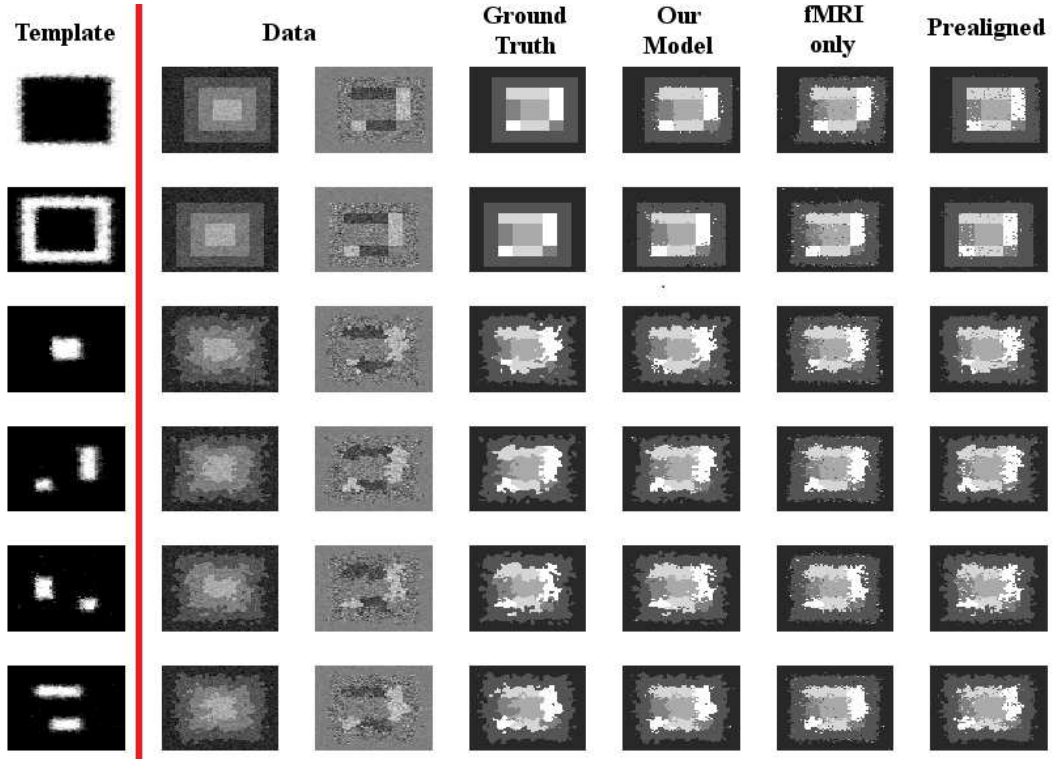 Template
Data
Ground
Truth
Our
Model
fMRI
only
Prealigned